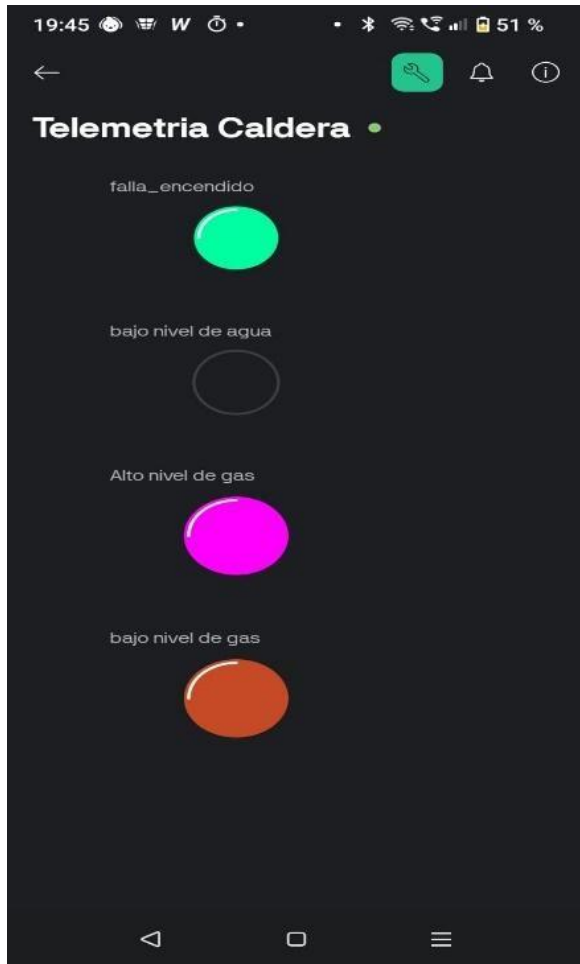 19:45 W 51 %
Telemetria Caldera
falla_encendido
bajo nivel de agua
Alto nivel de gas
bajo nivel de gas